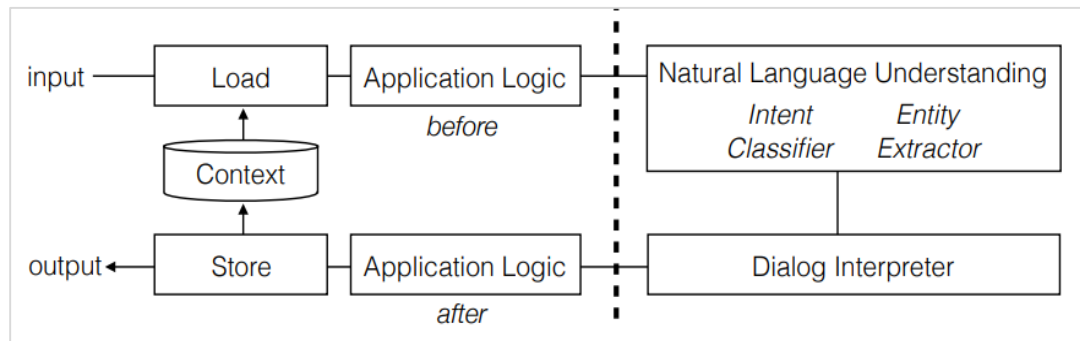 input
Load
Application Logic
before
Natural Language Understanding
Intent Classifier
Entity Extractor
Context
output
Store
Application Logic
after
Dialog Interpreter